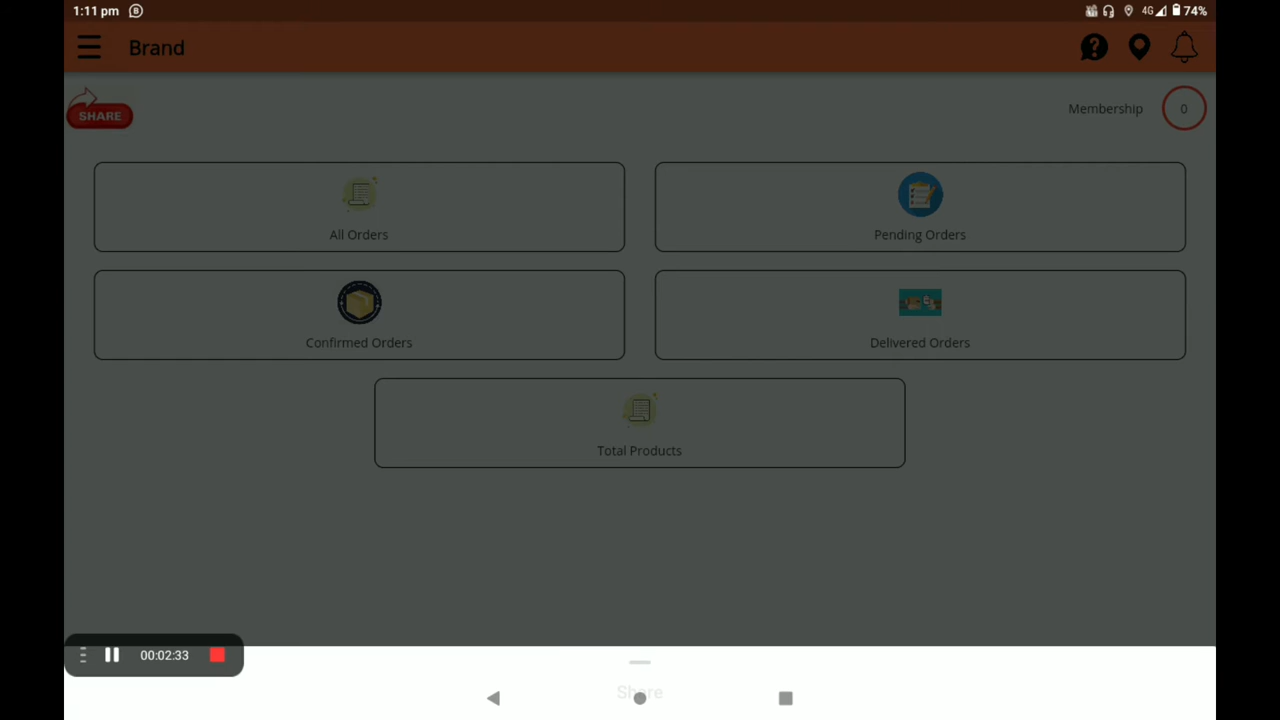 1:11 pm
4G 74%
Brand
SHARE
Membership 0
All Orders
Pending Orders
Confirmed Orders
Delivered Orders
Total Products
00:02:33
Share